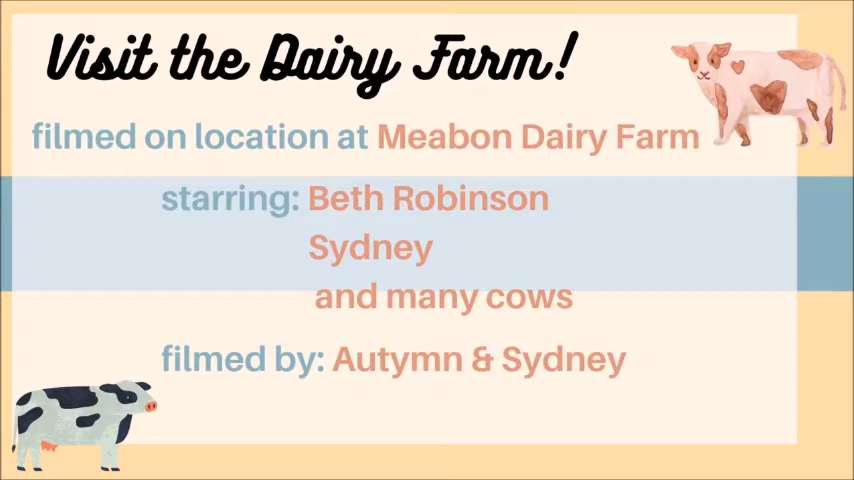 Visit the Dairy Farm!
filmed on location at Meabon Dairy Farm
starring: Beth Robinson
Sydney
and many cows
filmed by: Autymn & Sydney